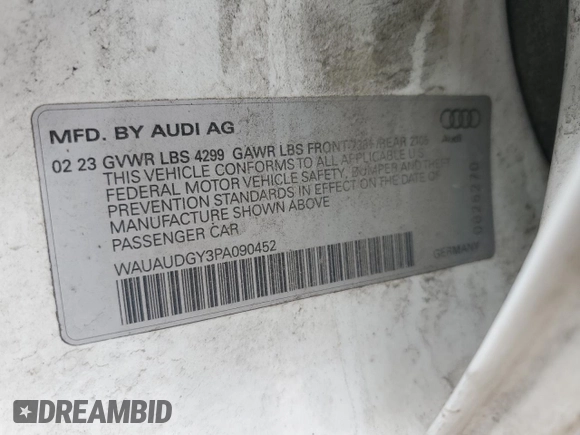 MFD. BY AUDI AG
02 23 GVWR LBS 4299 GAWR LBS FRONT /REAR
THIS VEHICLE CONFORMS TO ALL APPLICABLE U.S.
FEDERAL MOTOR VEHICLE SAFETY, BUMPER AND THEFT
PREVENTION STANDARDS IN EFFECT ON THE DATE OF
MANUFACTURE SHOWN ABOVE
PASSENGER CAR
WAUAUDGY3PA090452
Audi
GERMANY
DREAMBID